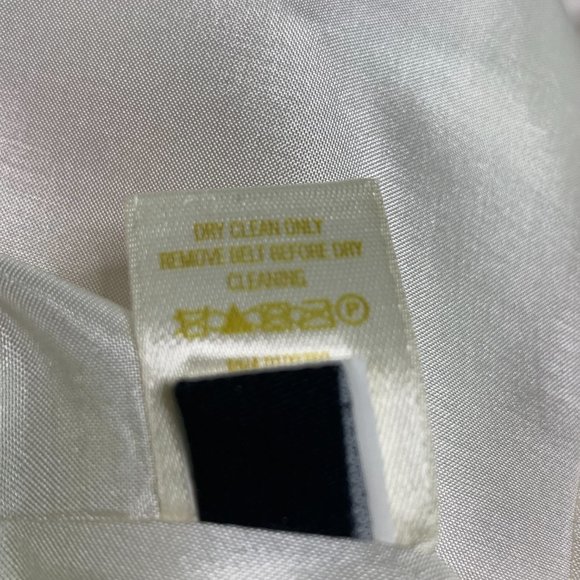 DRY CLEAN ONLY
REMOVE BELT BEFORE DRY
CLEANING
P